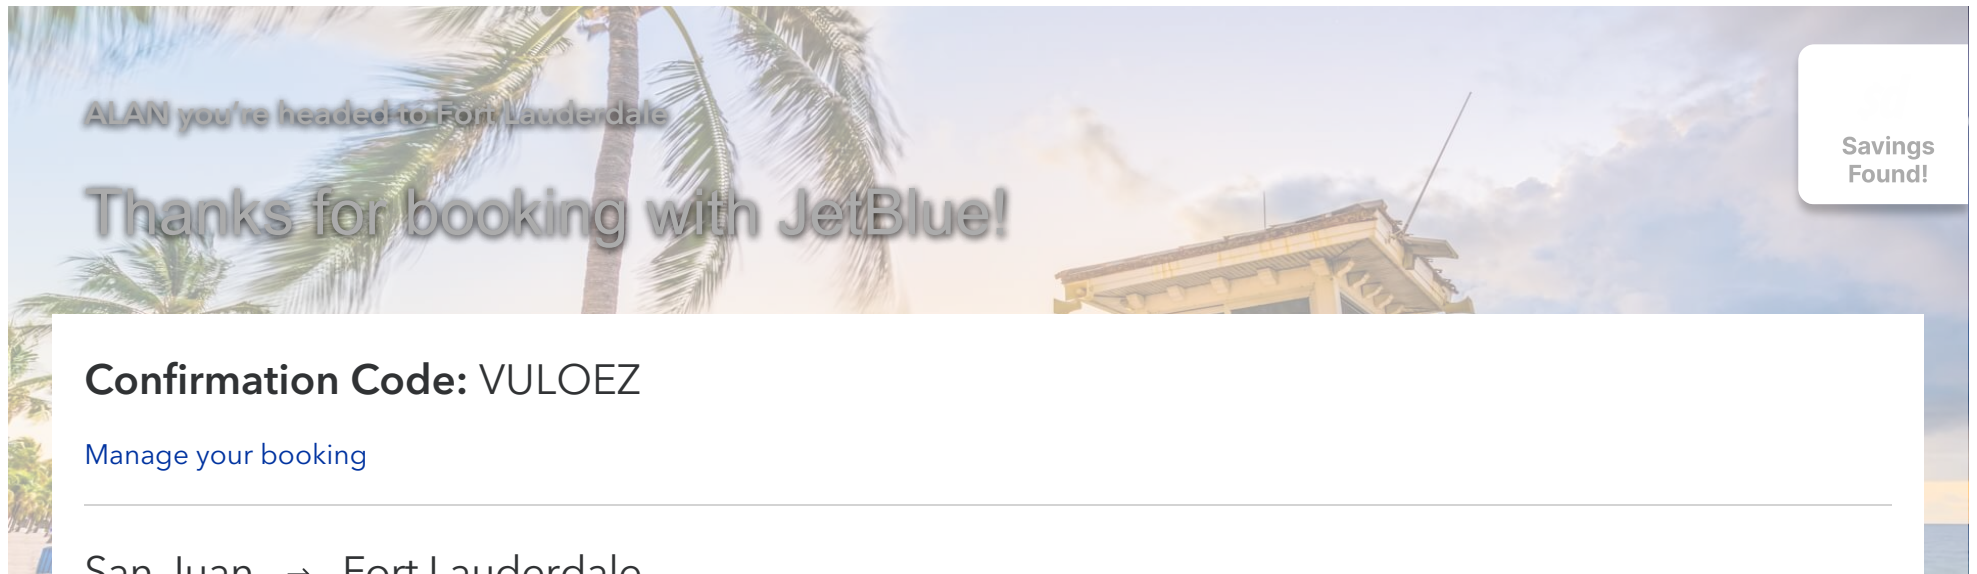 ALAN you're headed to Fort Lauderdale
Thanks for booking with JetBlue!
Savings
Found!
Confirmation Code: VULOEZ
Manage your booking
San Juan → Fort Lauderdale